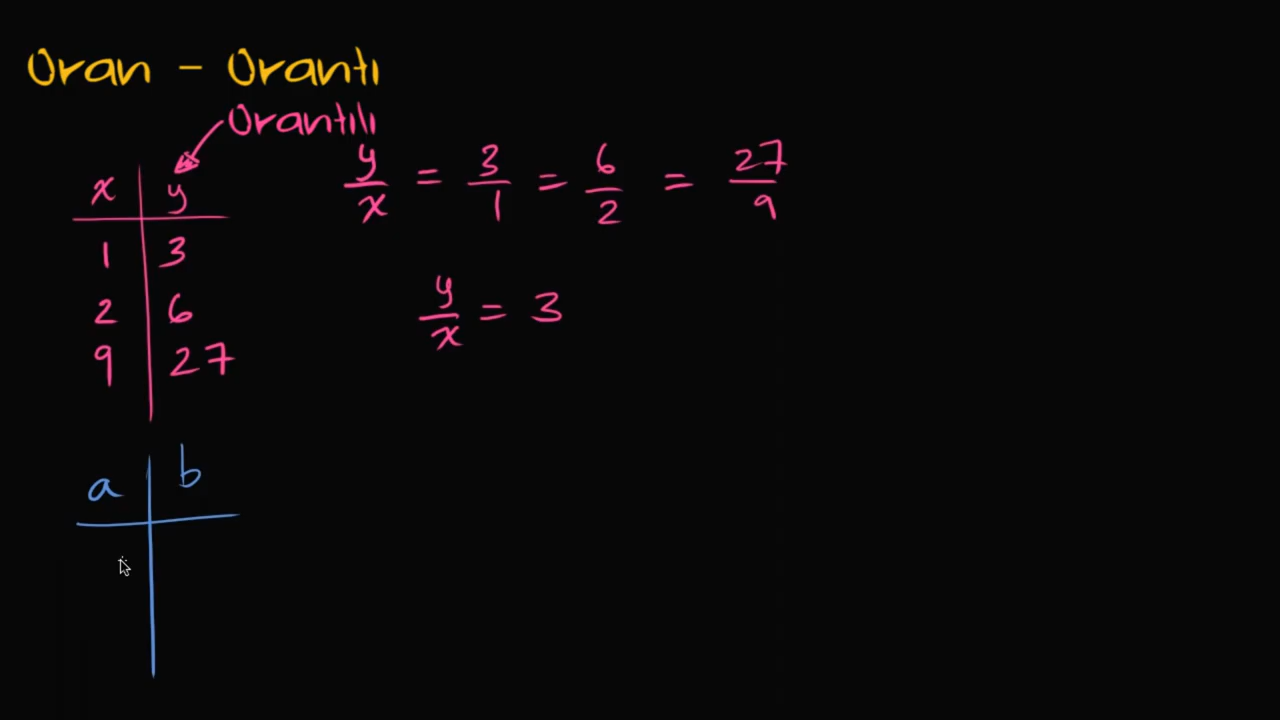 Oran - Orantı
Orantılı
x y
1 3
2 6
9 27
y/x = 3/1 = 6/2 = 27/9
y/x = 3
a b